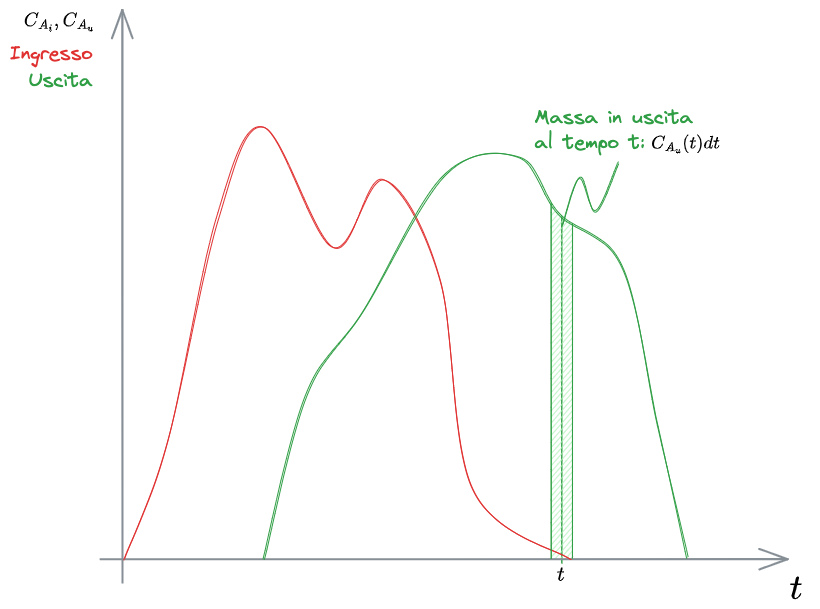 C_{A_i}, C_{A_u}
Ingresso
Uscita
Massa in uscita
al tempo t: C_{A_u}(t)dt
t
t